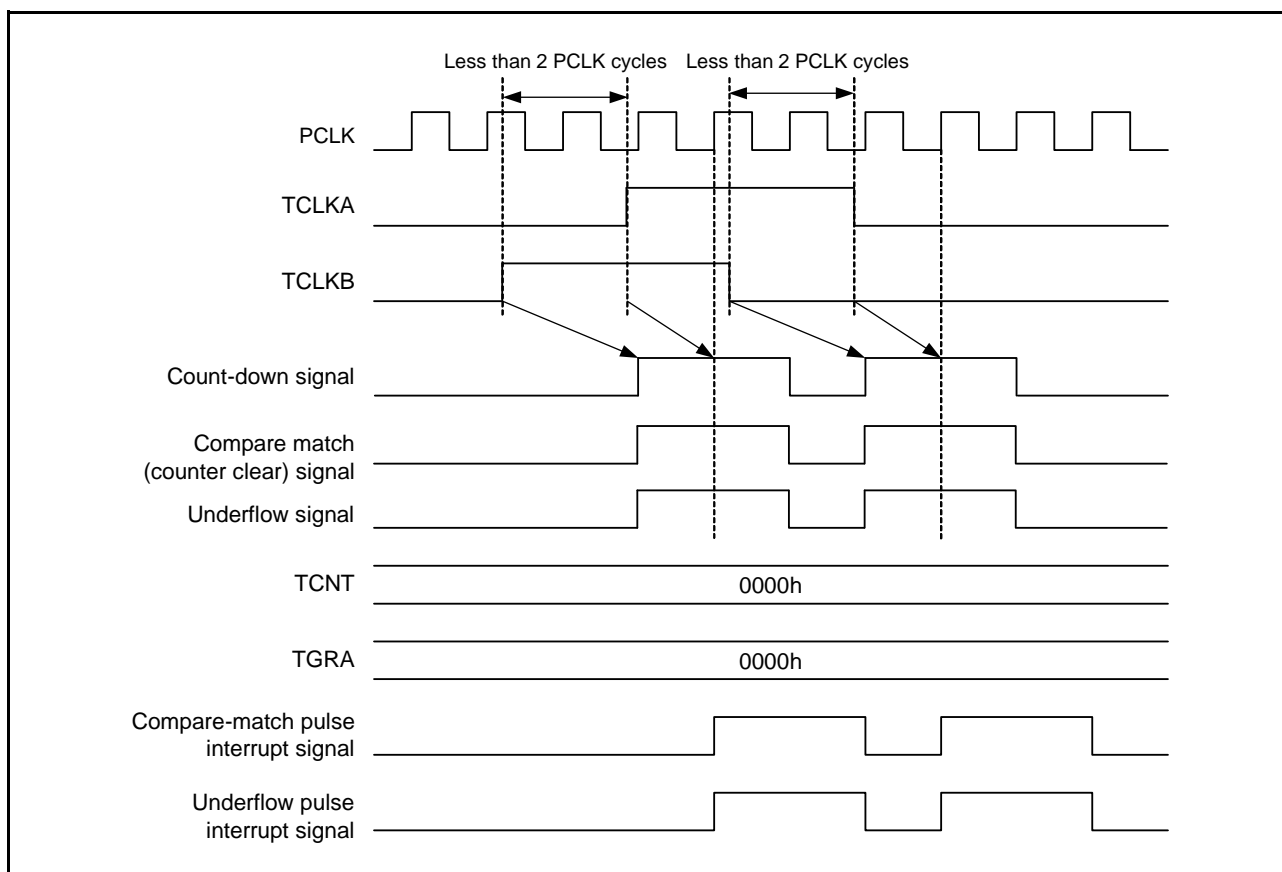 Less than 2 PCLK cycles Less than 2 PCLK cycles
PCLK
TCLKA
TCLKB
Count-down signal
Compare match
(counter clear) signal
Underflow signal
TCNT 0000h
TGRA 0000h
Compare-match pulse
interrupt signal
Underflow pulse
interrupt signal